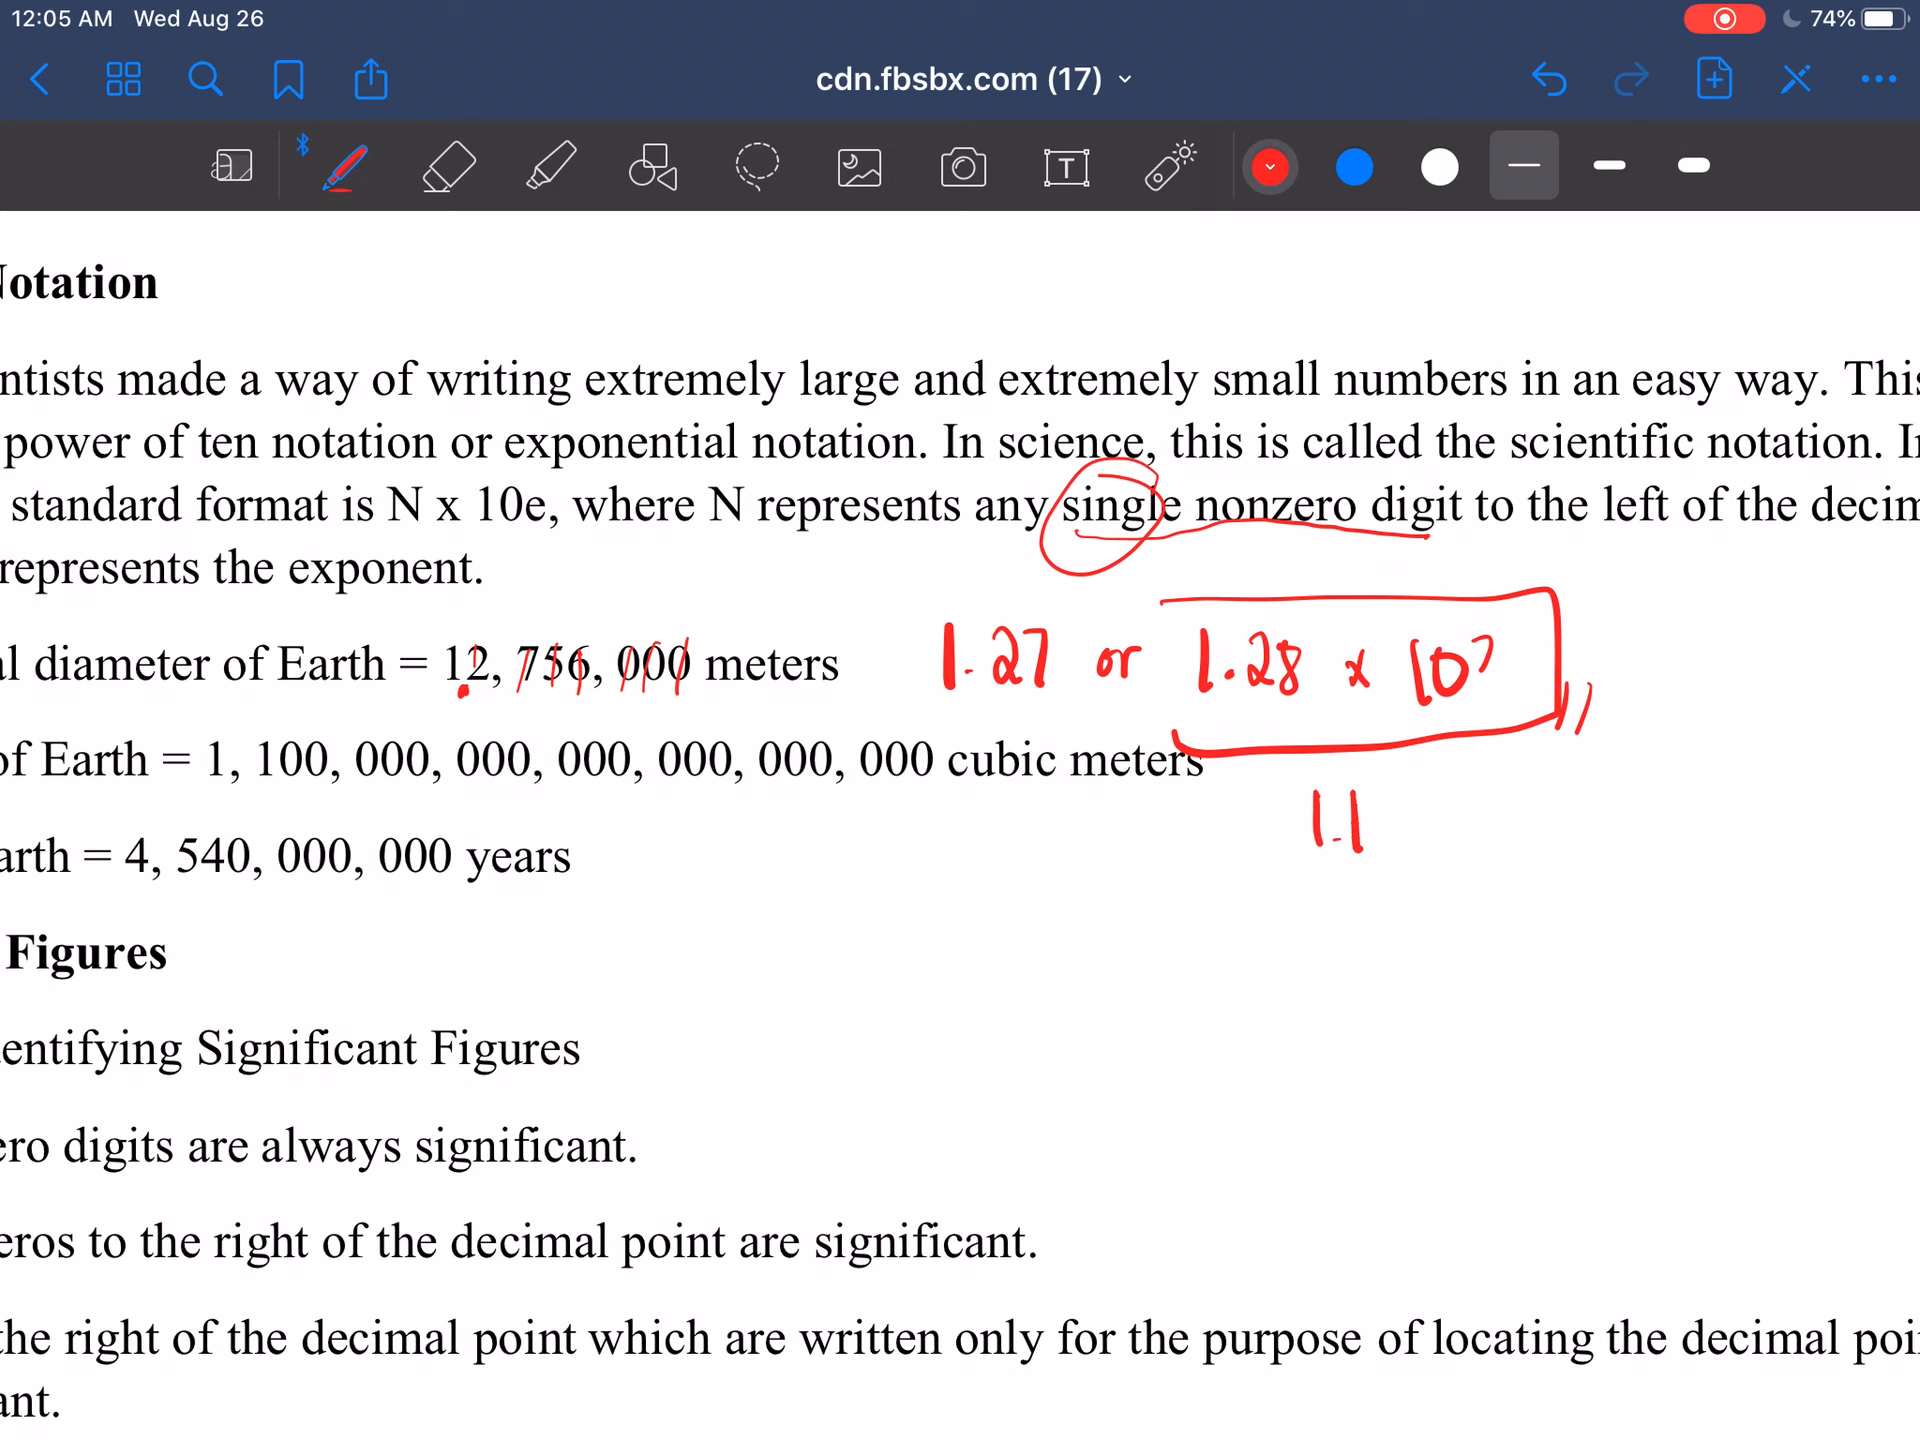 12:05 AM Wed Aug 26
74%
cdn.fbsbx.com (17)
Notation
ntists made a way of writing extremely large and extremely small numbers in an easy way. This
power of ten notation or exponential notation. In science, this is called the scientific notation. In
standard format is N x 10e, where N represents any single nonzero digit to the left of the decim
represents the exponent.
al diameter of Earth = 12, 756, 000 meters 1.27 or 1.28 x 10⁷
of Earth = 1, 100, 000, 000, 000, 000, 000, 000 cubic meters
1.1
arth = 4, 540, 000, 000 years
Figures
entifying Significant Figures
ero digits are always significant.
eros to the right of the decimal point are significant.
the right of the decimal point which are written only for the purpose of locating the decimal poi
ant.